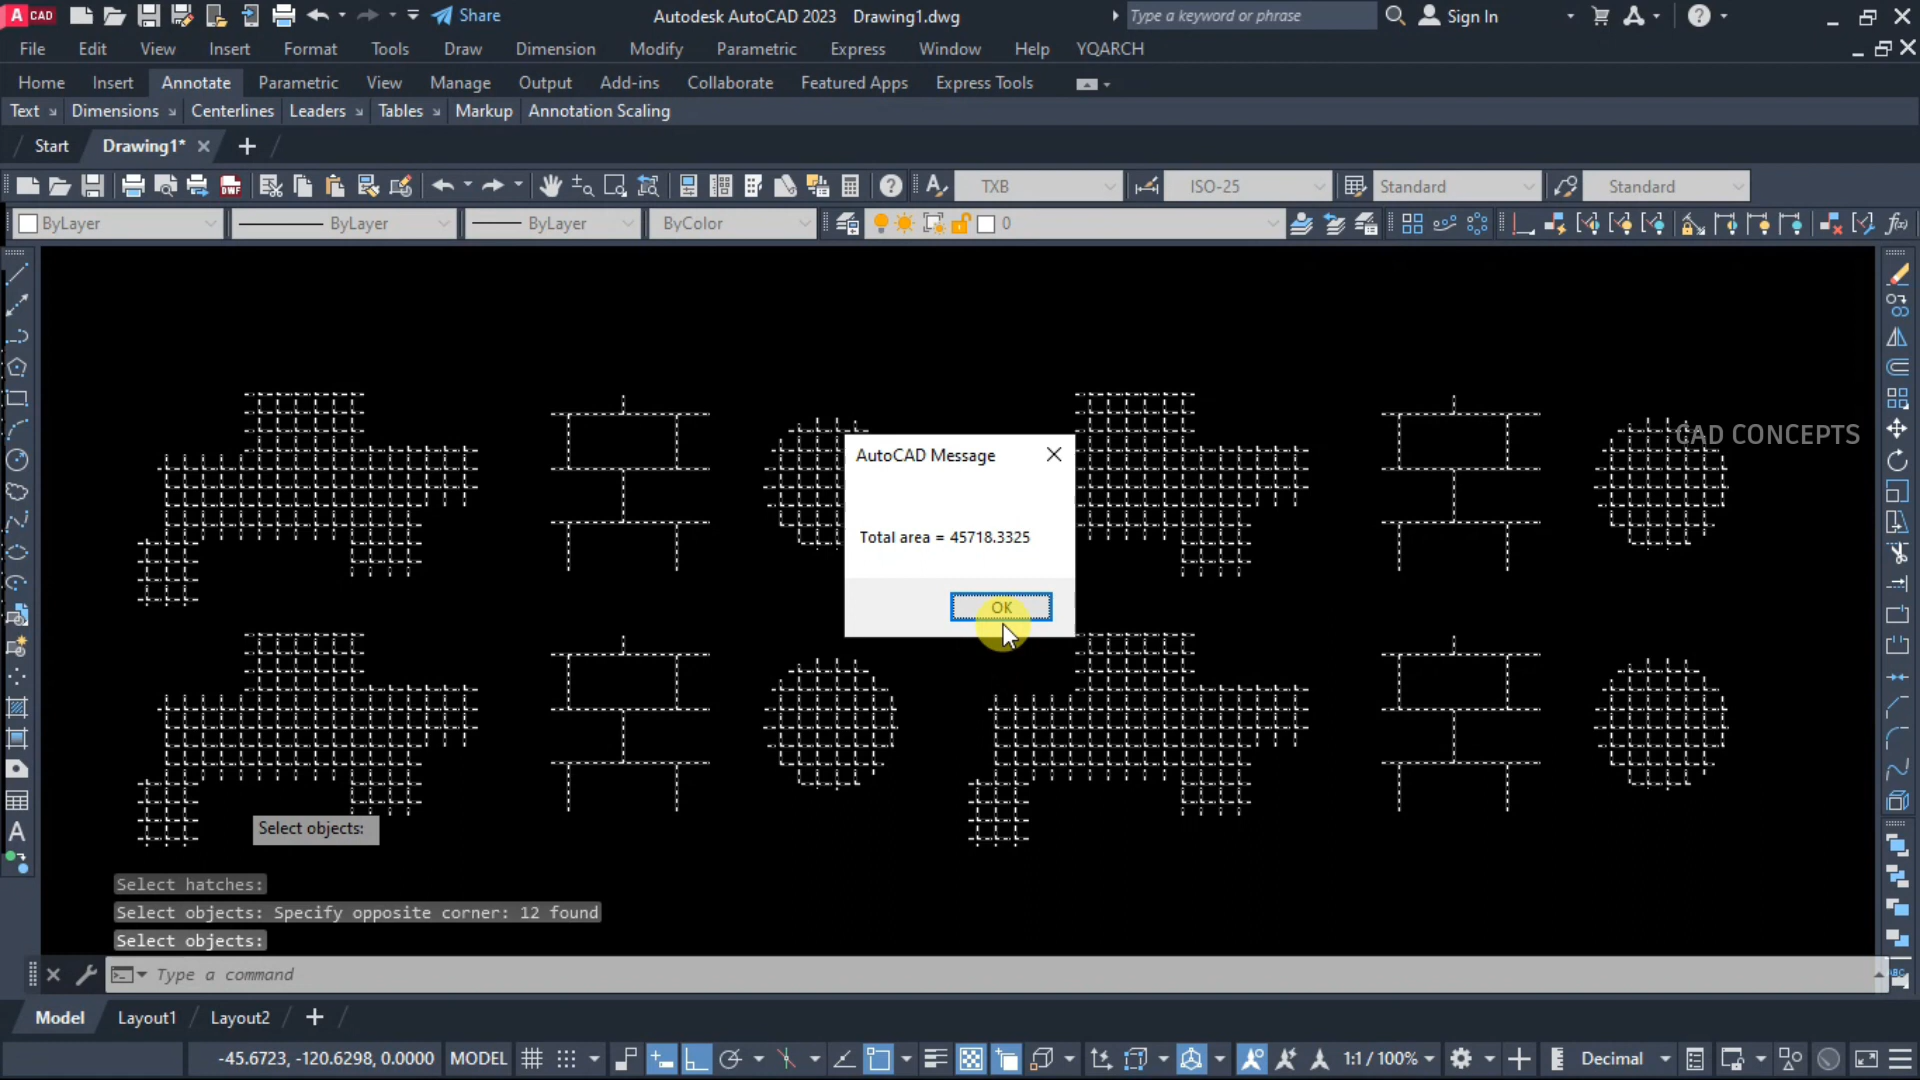 A CAD Share Autodesk AutoCAD 2023 Drawing1.dwg Type a keyword or phrase Sign In
File Edit View Insert Format Tools Draw Dimension Modify Parametric Express Window Help YQARCH
Home Insert Annotate Parametric View Manage Output Add-ins Collaborate Featured Apps Express Tools
Text Dimensions Centerlines Leaders Tables Markup Annotation Scaling
Start Drawing1*
DWF TXB ISO-25 Standard Standard
ByLayer ByLayer ByLayer ByColor 0
CAD CONCEPTS
AutoCAD Message
Total area = 45718.3325
OK
Select objects:
Select hatches:
Select objects: Specify opposite corner: 12 found
Select objects:
Type a command
Model Layout1 Layout2
-45.6723, -120.6298, 0.0000 MODEL 1:1 / 100% Decimal